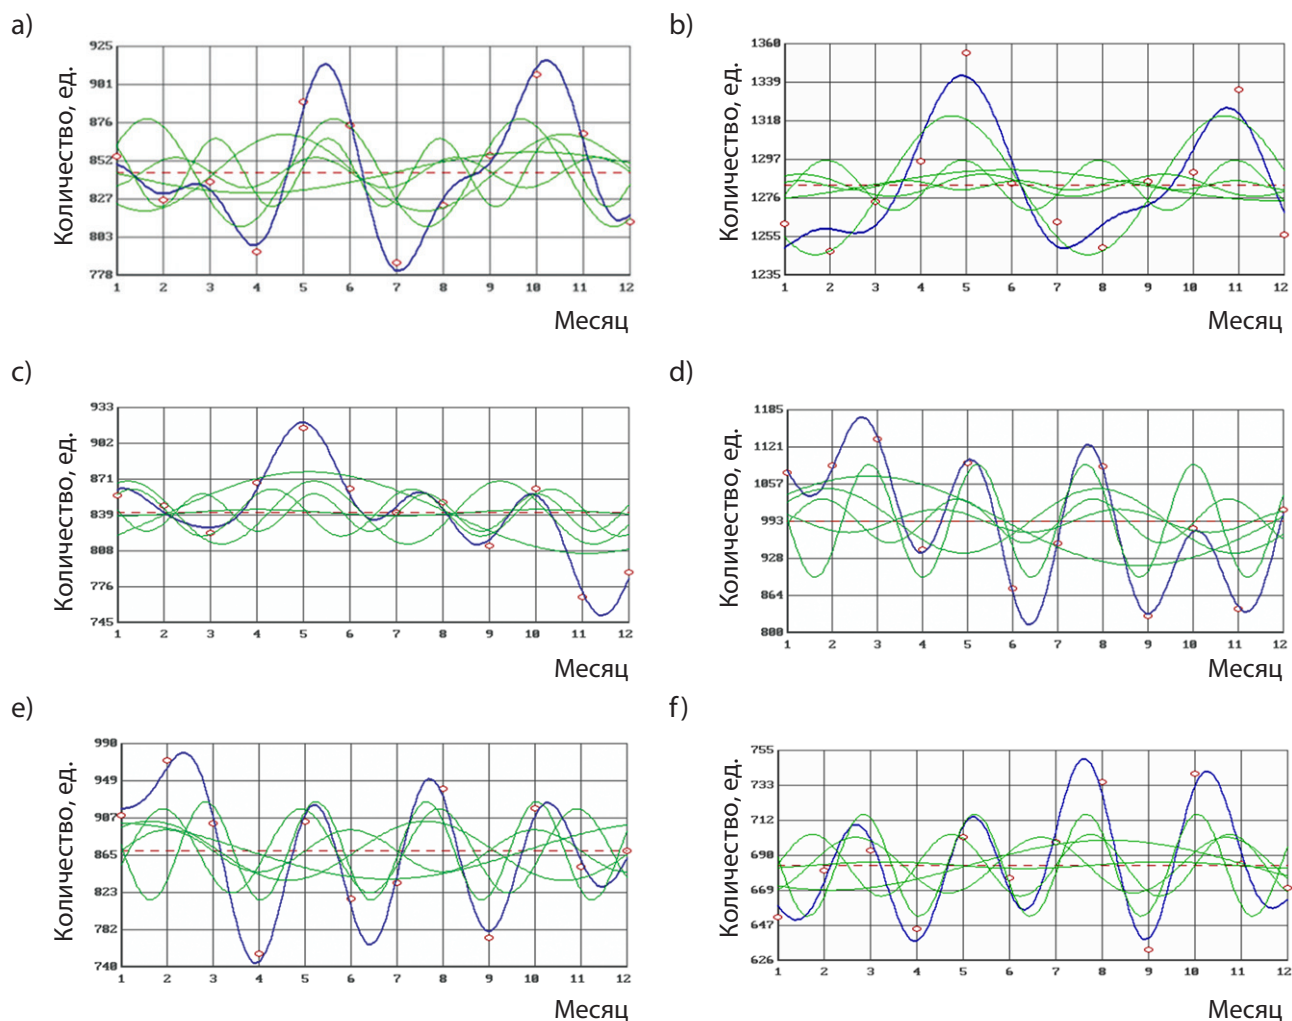 a)
Количество, ед.
925
901
876
852
827
803
778
1 2 3 4 5 6 7 8 9 10 11 12
Месяц
b)
Количество, ед.
1360
1339
1318
1297
1276
1255
1235
1 2 3 4 5 6 7 8 9 10 11 12
Месяц
c)
Количество, ед.
933
902
871
839
808
776
745
1 2 3 4 5 6 7 8 9 10 11 12
Месяц
d)
Количество, ед.
1185
1121
1057
993
928
864
800
1 2 3 4 5 6 7 8 9 10 11 12
Месяц
e)
Количество, ед.
990
949
907
865
823
782
740
1 2 3 4 5 6 7 8 9 10 11 12
Месяц
f)
Количество, ед.
755
733
712
690
669
647
626
1 2 3 4 5 6 7 8 9 10 11 12
Месяц